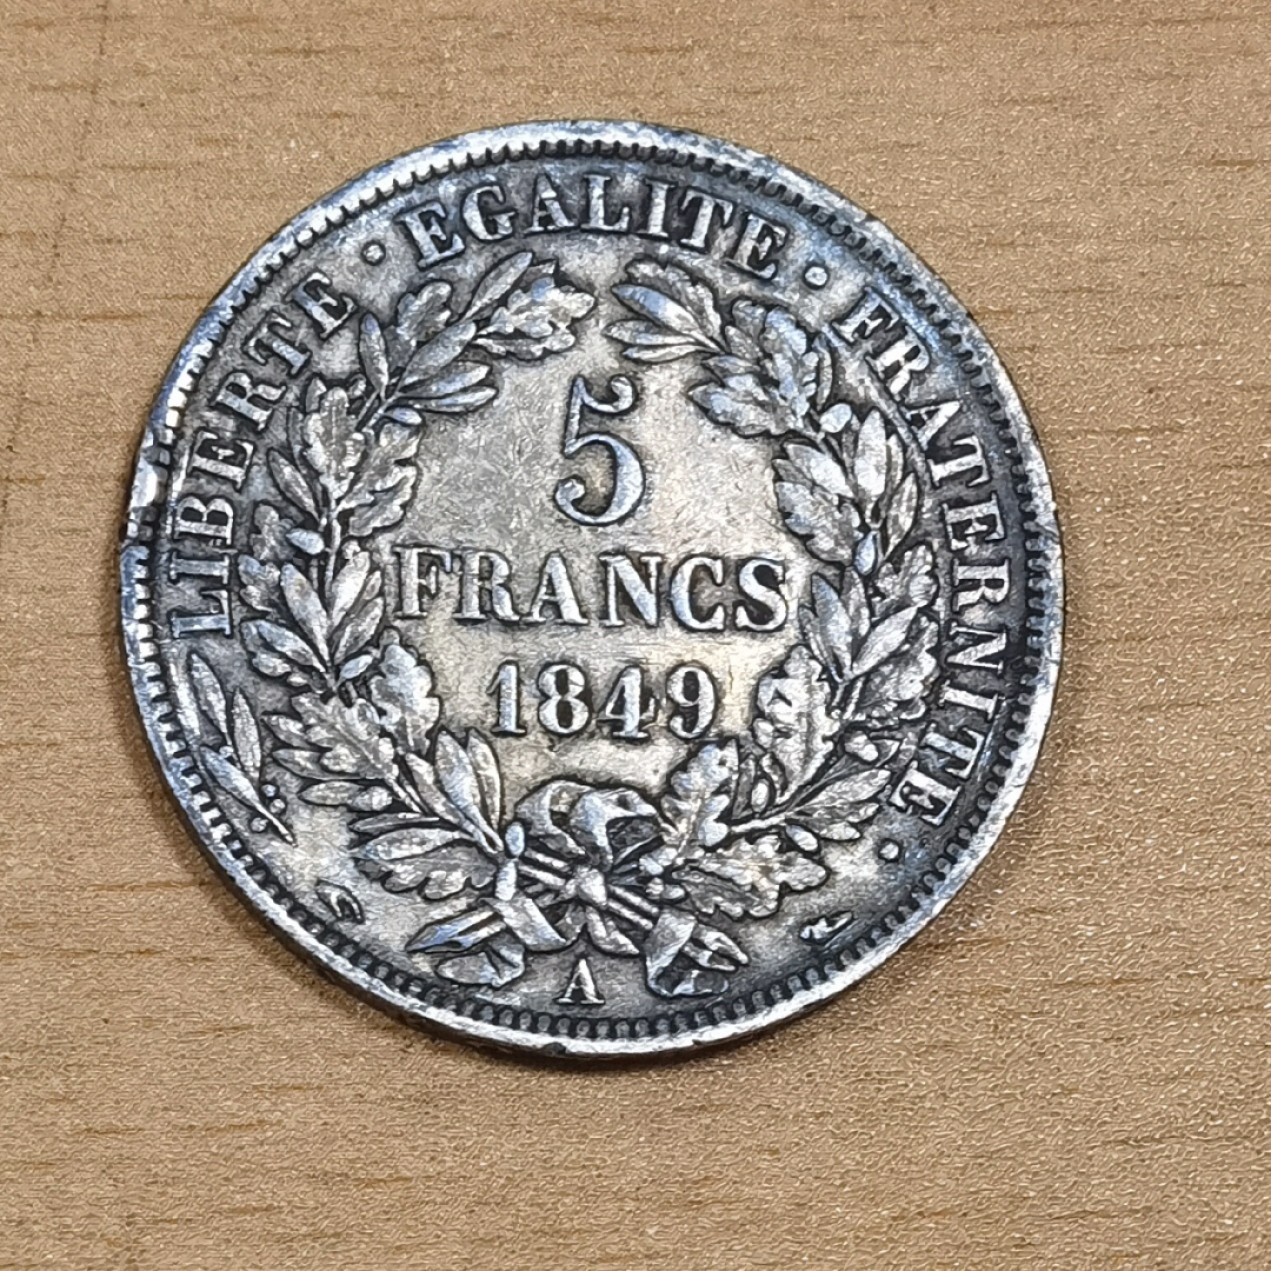 LIBERTE · EGALITE · FRATERNITE ·
5
FRANCS
1849
A